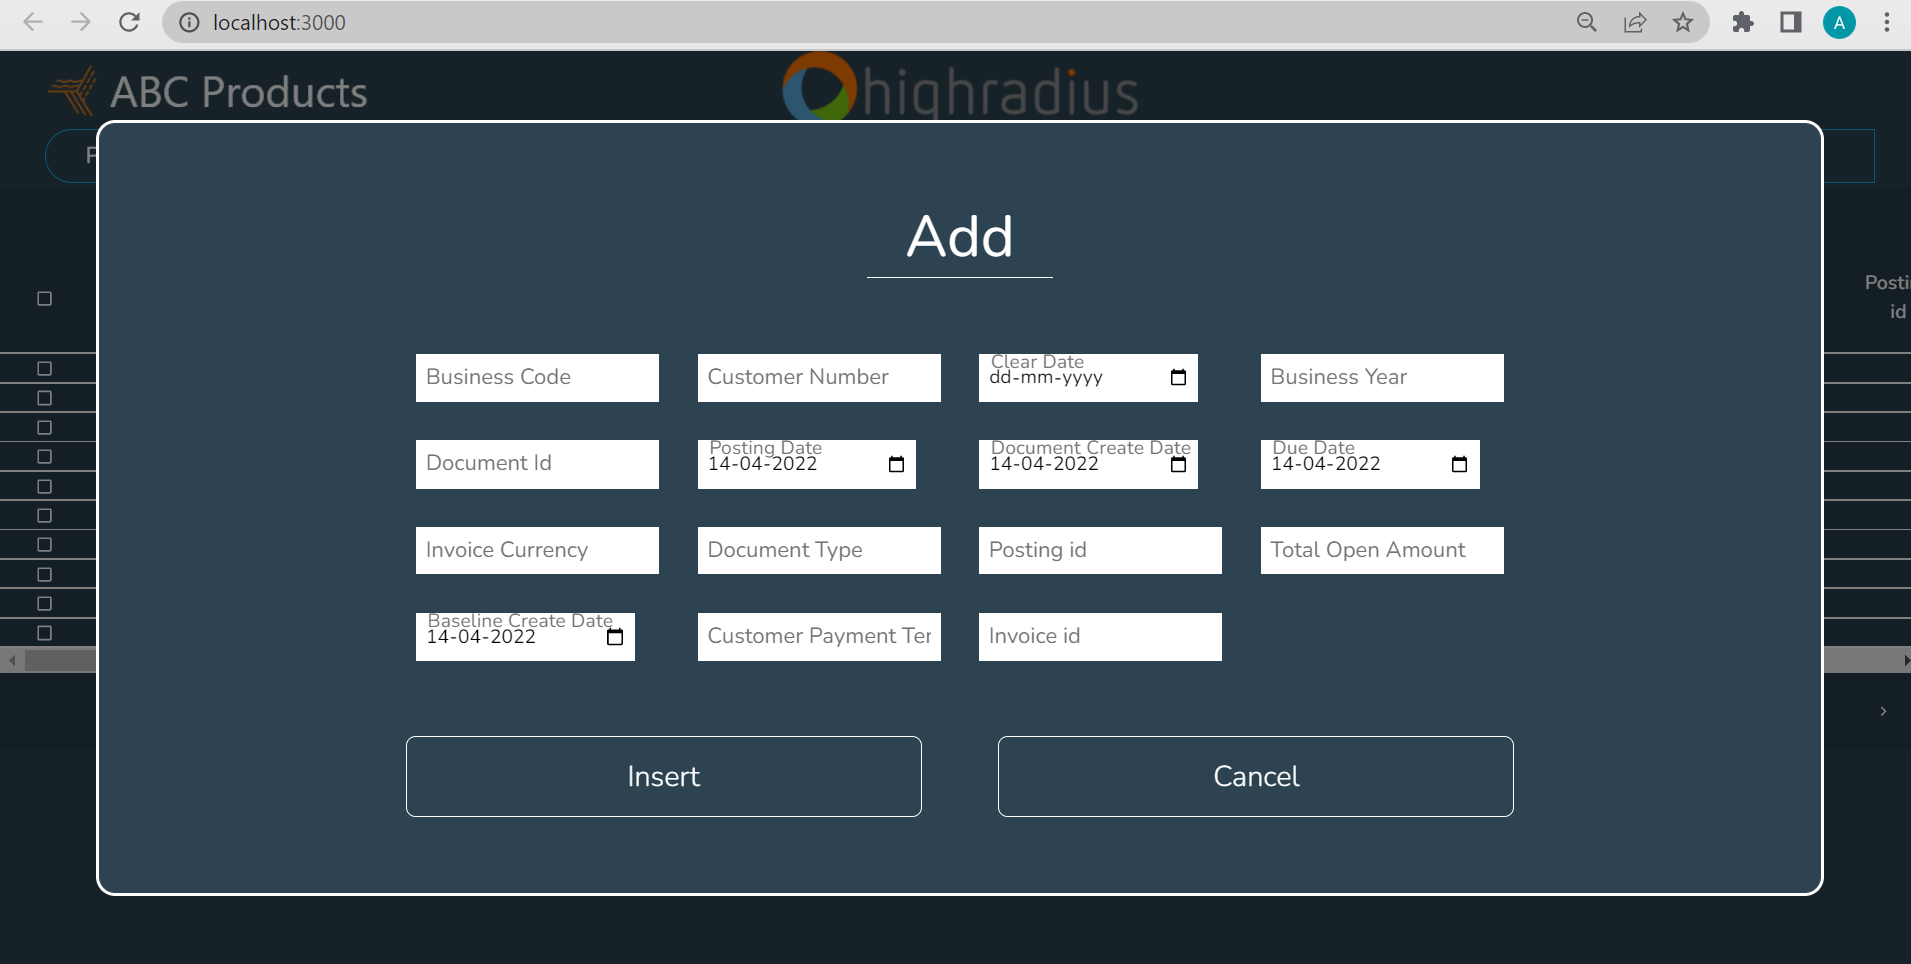 localhost:3000
A
ABC Products
highradius
Posti
id
Add
Business Code
Customer Number
Clear Date
dd-mm-yyyy
Business Year
Document Id
Posting Date
14-04-2022
Document Create Date
14-04-2022
Due Date
14-04-2022
Invoice Currency
Document Type
Posting id
Total Open Amount
Baseline Create Date
14-04-2022
Customer Payment Ter
Invoice id
Insert
Cancel